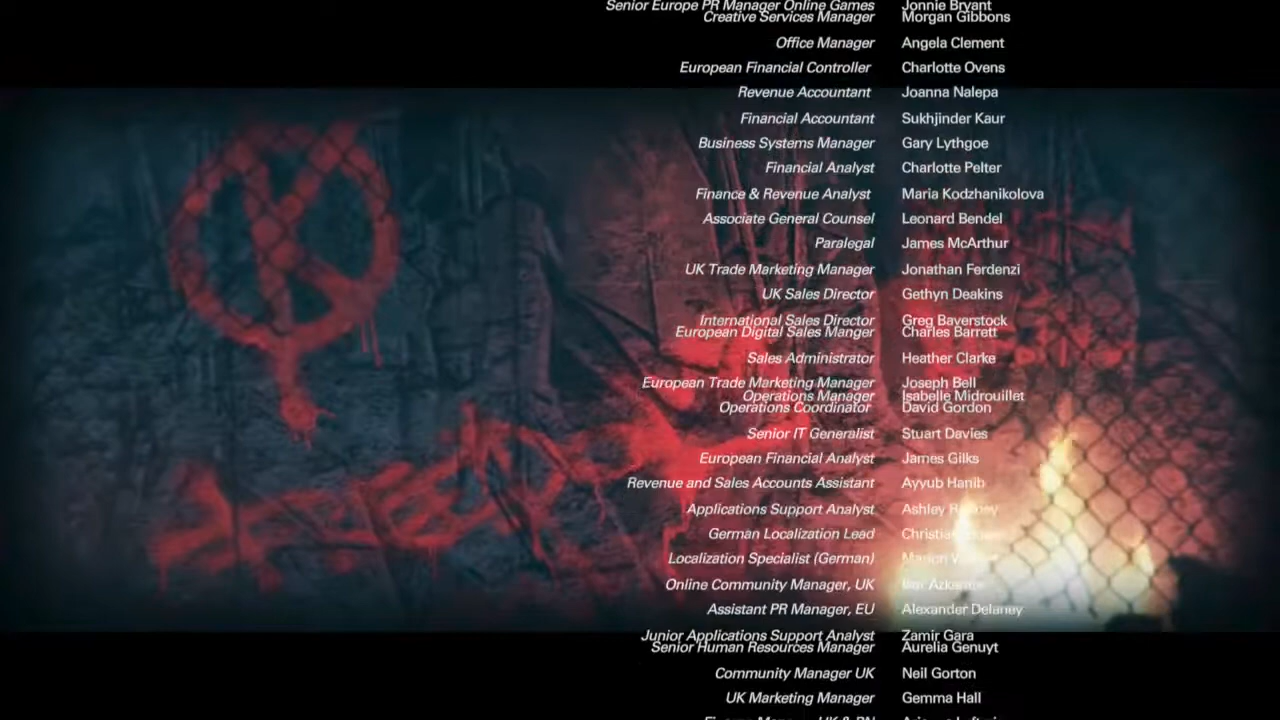 Senior Europe PR Manager Online Games Jonnie Bryant
Creative Services Manager Morgan Gibbons
Office Manager Angela Clement
European Financial Controller Charlotte Ovens
Revenue Accountant Joanna Nalepa
Financial Accountant Sukhjinder Kaur
Business Systems Manager Gary Lythgoe
Financial Analyst Charlotte Pelter
Finance & Revenue Analyst Maria Kodzhanikolova
Associate General Counsel Leonard Bendel
Paralegal James McArthur
UK Trade Marketing Manager Jonathan Ferdenzi
UK Sales Director Gethyn Deakins
International Sales Director Greg Baverstock
European Digital Sales Manger Charles Barrett
Sales Administrator Heather Clarke
European Trade Marketing Manager Joseph Bell
Operations Manager Isabelle Midrouillet
Operations Coordinator David Gordon
Senior IT Generalist Stuart Davies
European Financial Analyst James Gilks
Revenue and Sales Accounts Assistant Ayyub Hanib
Applications Support Analyst Ashley
German Localization Lead
Localization Specialist (German) Marion
Online Community Manager, UK
Assistant PR Manager, EU Alexander Delaney
Junior Applications Support Analyst Zamir Gara
Senior Human Resources Manager Aurelia Genuyt
Community Manager UK Neil Gorton
UK Marketing Manager Gemma Hall